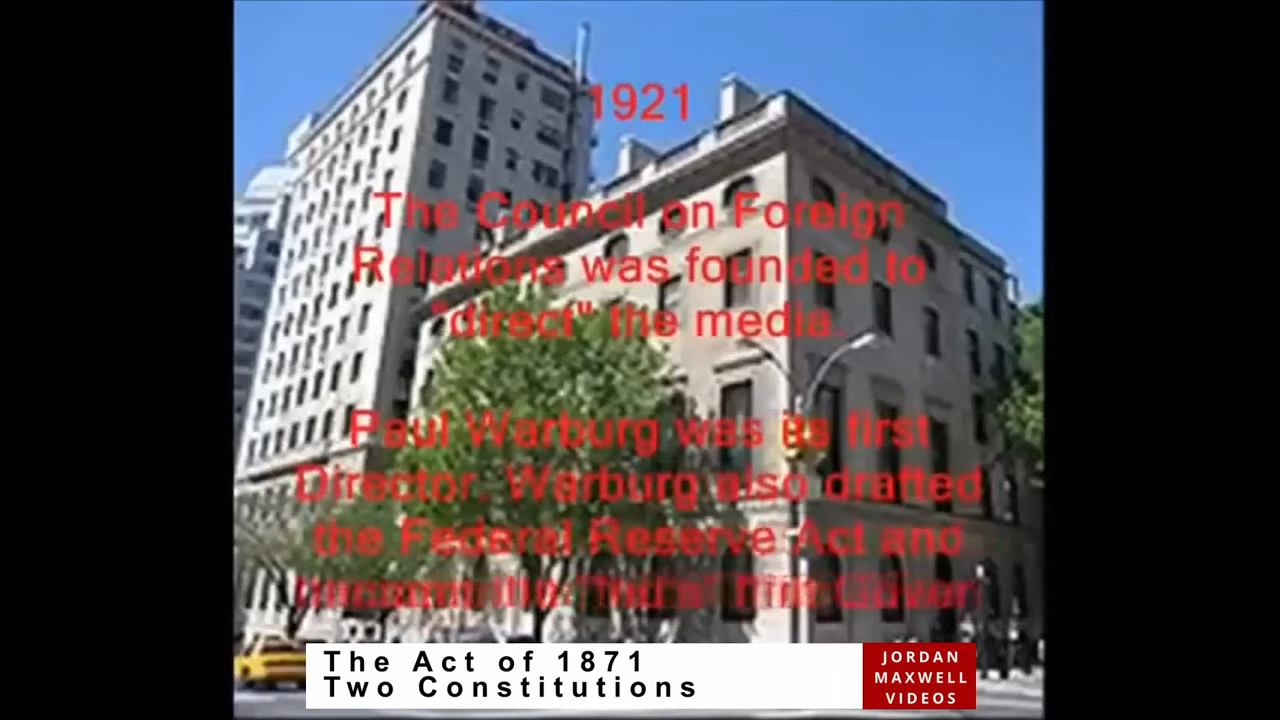 1921
The Council on Foreign
Relations was founded to
"direct" the media.
Paul Warburg was its first
Director. Warburg also drafted
the Federal Reserve Act and
The Act of 1871
Two Constitutions
JORDAN
MAXWELL
VIDEOS